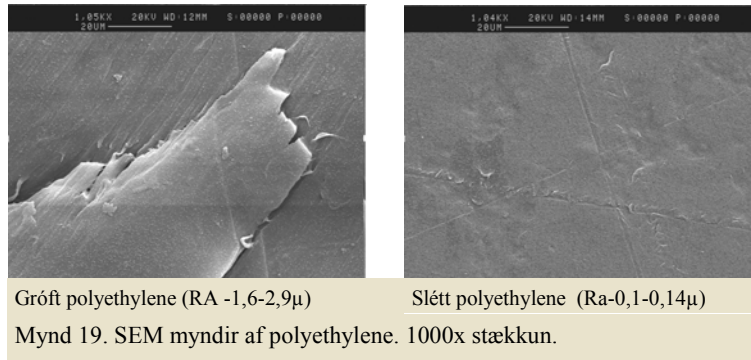 1,05KX 20KV WD:12MM S:00000 P:00000
20UM
1,04KX 20KV WD:14MM S:00000 P:00000
20UM
Gróft polyethylene (RA -1,6-2,9µ)
Slétt polyethylene (Ra-0,1-0,14µ)
Mynd 19. SEM myndir af polyethylene. 1000x stækkun.